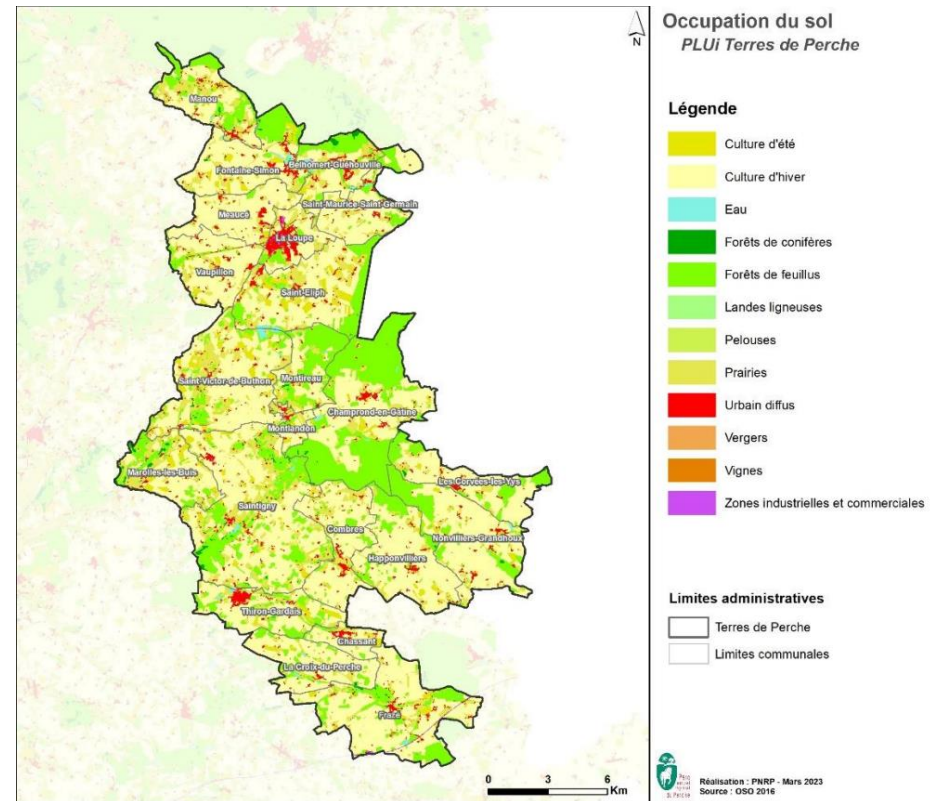 Occupation du sol
PLUi Terres de Perche
N
Manou
Belhomert-Guéhouville
Fontaine-Simon
Saint-Maurice-Saint-Germain
Meaucé
La Loupe
Vaupillon
Saint-Eliph
Saint-Victor-de-Buthon
Montireau
Champrond-en-Gâtine
Montlandon
Marolles-les-Buis
Les Corvées-les-Yys
Saintigny
Combres
Nonvilliers-Grandhoux
Happonvilliers
Thiron-Gardais
Chassant
La Croix-du-Perche
Frazé
0 3 6
Km
Légende
Culture d'été
Culture d'hiver
Eau
Forêts de conifères
Forêts de feuillus
Landes ligneuses
Pelouses
Prairies
Urbain diffus
Vergers
Vignes
Zones industrielles et commerciales
Limites administratives
Terres de Perche
Limites communales
Parc
du Perche
Réalisation : PNRP - Mars 2023
Source : OSO 2016